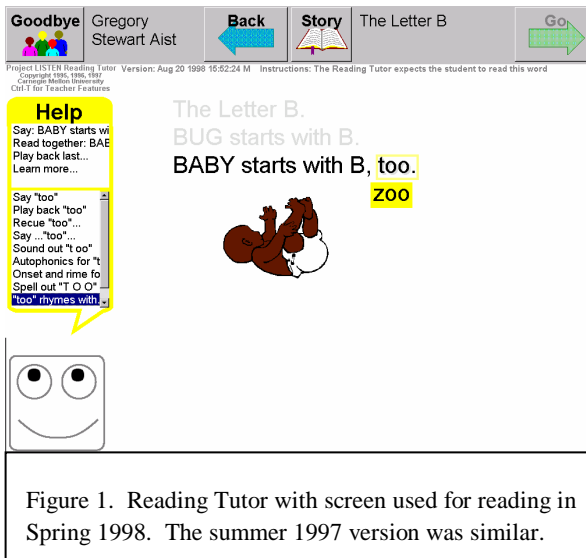 Goodbye Gregory Stewart Aist Back Story The Letter B Go
Project LISTEN Reading Tutor Version: Aug 20 1998 15:52:24 M Instructions: The Reading Tutor expects the student to read this word
Copyright 1995, 1996, 1997
Carnegie Mellon University
Ctrl-T for Teacher Features
Help
Say: BABY starts wi
Read together: BAB
Play back last...
Learn more...
Say "too"
Play back "too"
Recue "too"...
Say ..."too"...
Sound out "t oo"
Autophonics for "t
Onset and rime fo
Spell out "T O O"
"too" rhymes with
The Letter B.
BUG starts with B.
BABY starts with B, too.
zoo
Figure 1. Reading Tutor with screen used for reading in
Spring 1998. The summer 1997 version was similar.